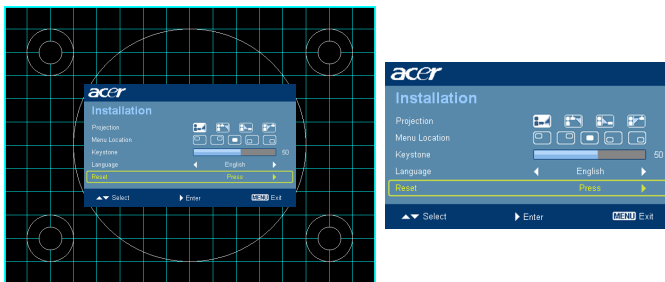 acer
Installation
Projection
Menu Location
Keystone 50
Language English
Reset Press
Select Enter MENU Exit
acer
Installation
Projection
Menu Location
Keystone 50
Language English
Reset Press
Select Enter MENU Exit